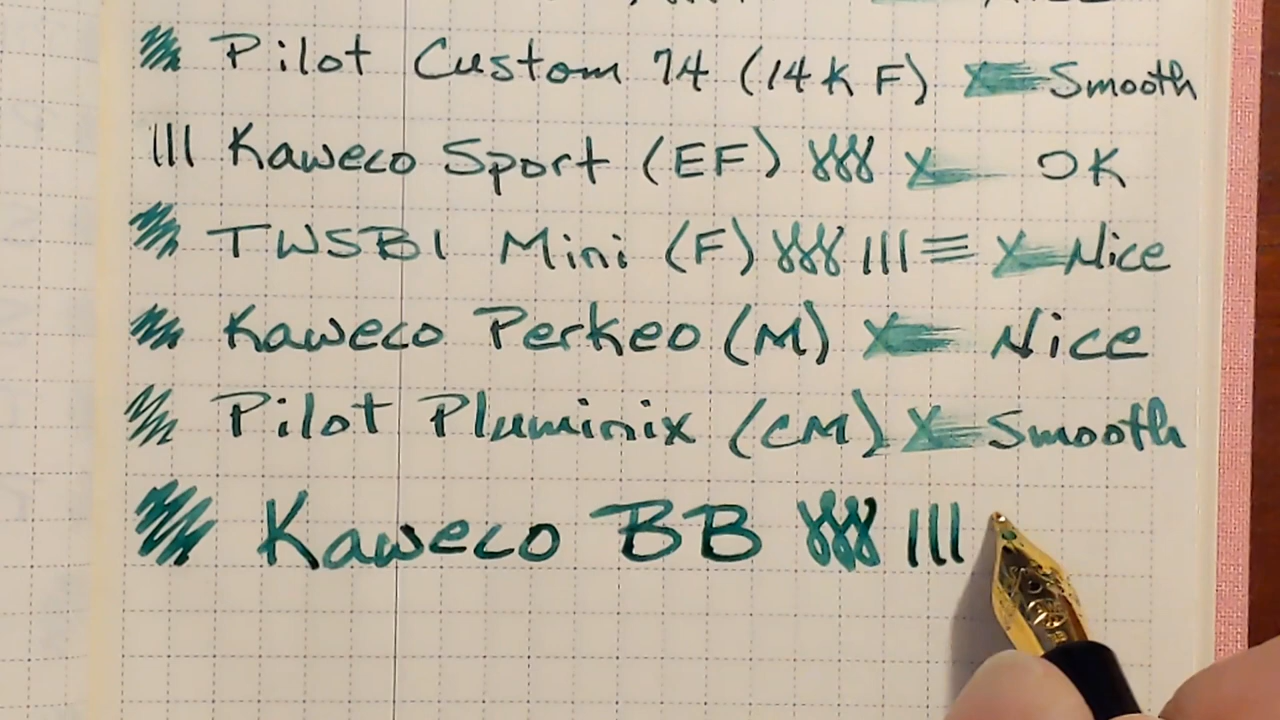 Pilot Custom 74 (14K F) X Smooth
Kaweco Sport (EF) X OK
TWSBI Mini (F) X Nice
Kaweco Perkeo (M) X Nice
Pilot Pluminix (CM) X Smooth
Kaweco BB